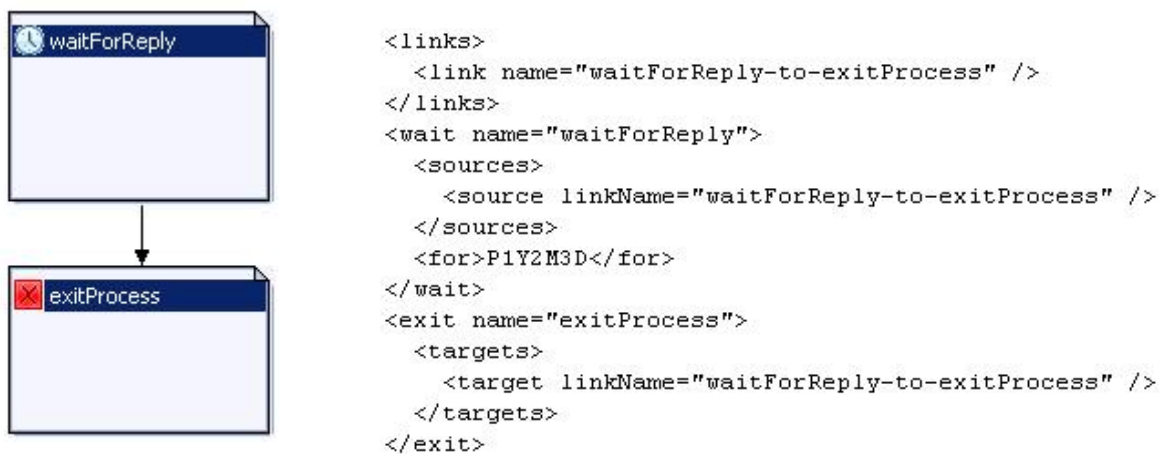 waitForReply
exitProcess
<links>
  <link name="waitForReply-to-exitProcess" />
</links>
<wait name="waitForReply">
  <sources>
    <source linkName="waitForReply-to-exitProcess" />
  </sources>
  <for>P1Y2M3D</for>
</wait>
<exit name="exitProcess">
  <targets>
    <target linkName="waitForReply-to-exitProcess" />
  </targets>
</exit>